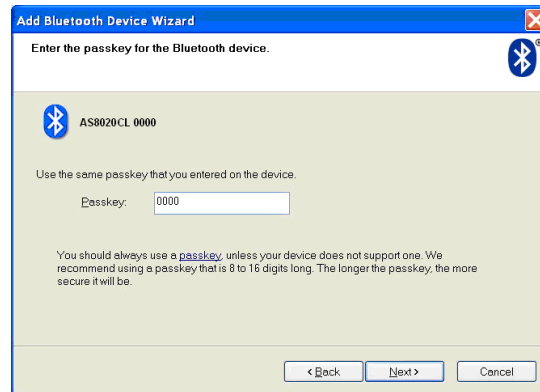 Add Bluetooth Device Wizard
Enter the passkey for the Bluetooth device.
AS8020CL 0000
Use the same passkey that you entered on the device.
Passkey: 0000
You should always use a passkey, unless your device does not support one. We
recommend using a passkey that is 8 to 16 digits long. The longer the passkey, the more
secure it will be.
< Back Next > Cancel